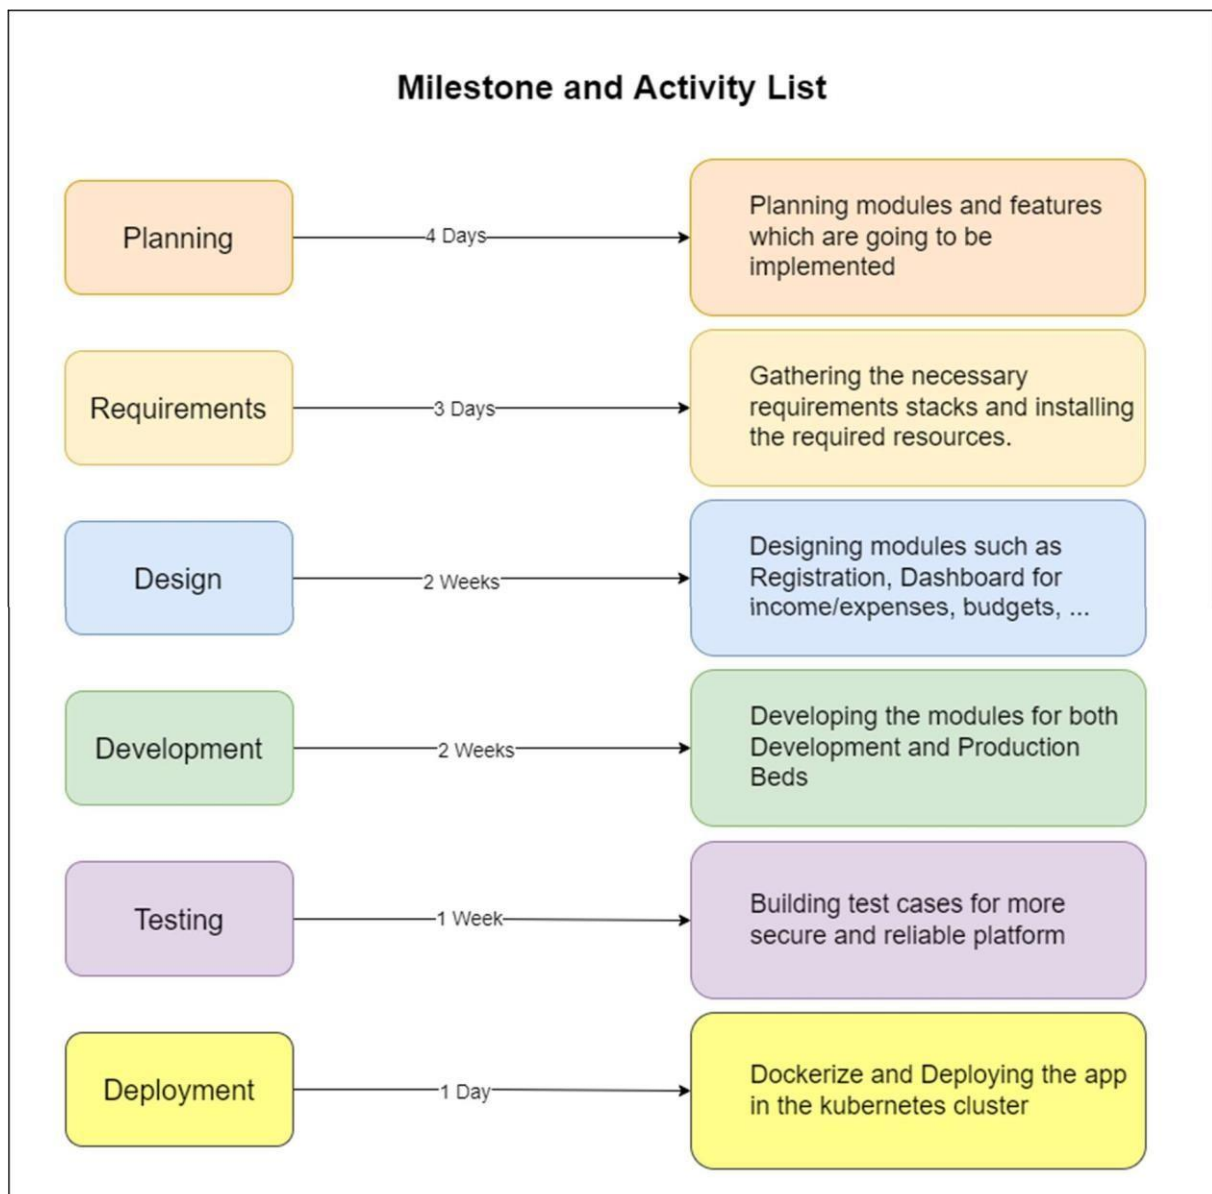 Milestone and Activity List
Planning
4 Days
Planning modules and features
which are going to be
implemented
Requirements
3 Days
Gathering the necessary
requirements stacks and installing
the required resources.
Design
2 Weeks
Designing modules such as
Registration, Dashboard for
income/expenses, budgets, ...
Development
2 Weeks
Developing the modules for both
Development and Production
Beds
Testing
1 Week
Building test cases for more
secure and reliable platform
Deployment
1 Day
Dockerize and Deploying the app
in the kubernetes cluster